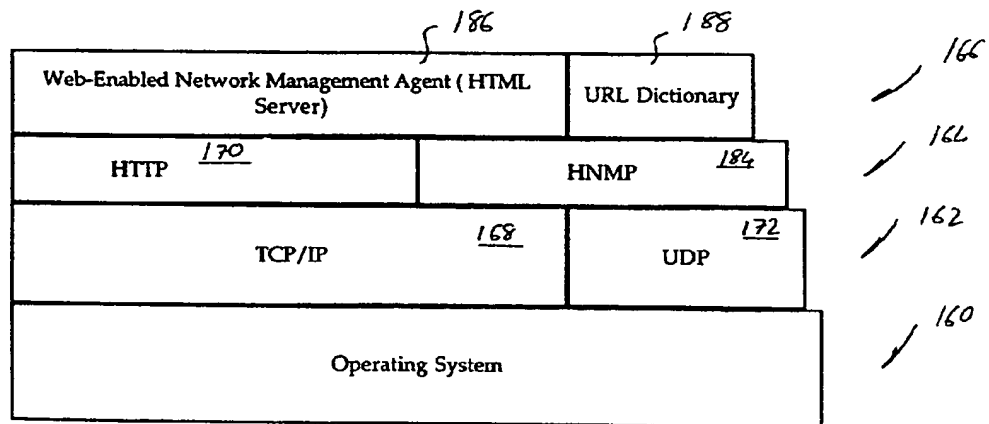 186 188
Web-Enabled Network Management Agent ( HTML
Server)
URL Dictionary
166
HTTP 170
HNMP 184
164
TCP/IP 168
UDP 172
162
Operating System
160